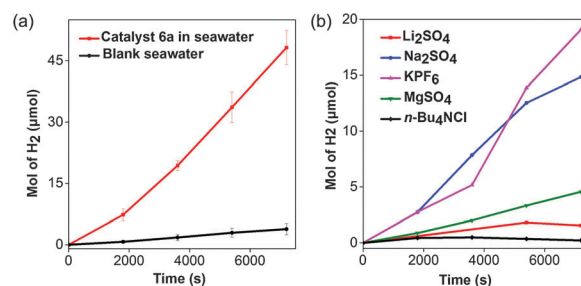 (a)
Catalyst 6a in seawater
Blank seawater
Mol of H2 (μmol)
45
30
15
0
0 2000 4000 6000
Time (s)
(b)
Li2SO4
Na2SO4
KPF6
MgSO4
n-Bu4NCl
Mol of H2 (μmol)
20
15
10
5
0
0 2000 4000 6000
Time (s)